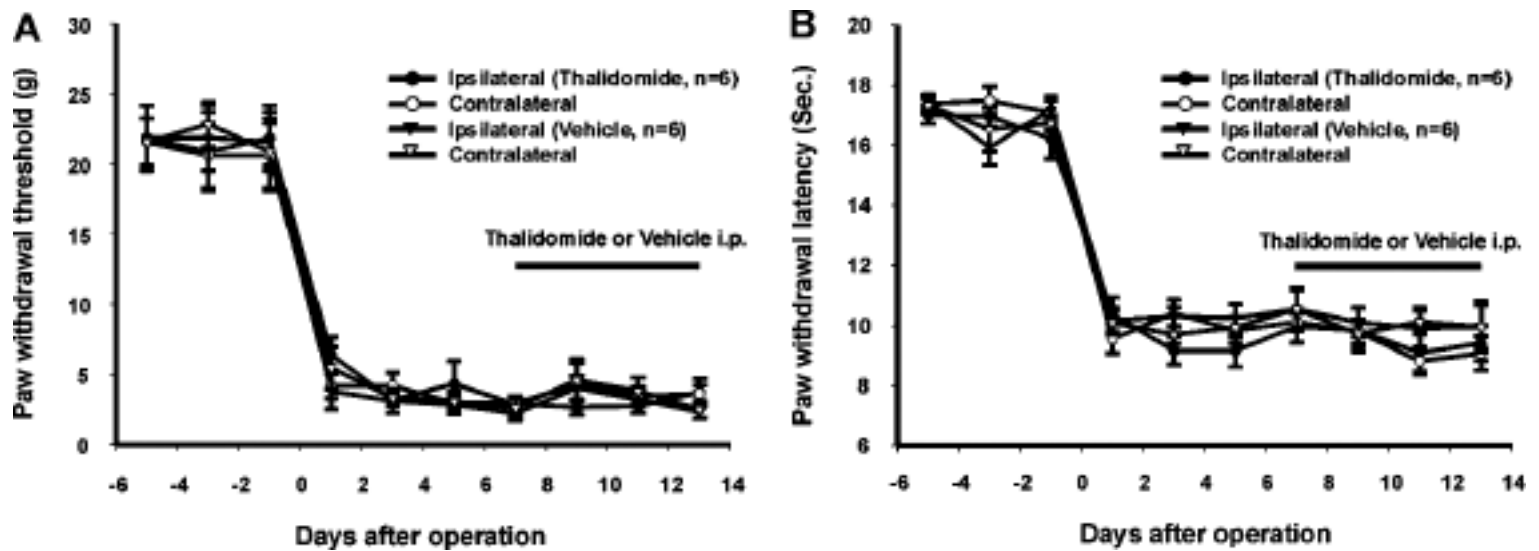 A
Paw withdrawal threshold (g)
30
25
20
15
10
5
0
Ipsilateral (Thalidomide, n=6)
Contralateral
Ipsilateral (Vehicle, n=6)
Contralateral
Thalidomide or Vehicle i.p.
-6 -4 -2 0 2 4 6 8 10 12 14
Days after operation
B
Paw withdrawal latency (Sec.)
20
18
16
14
12
10
8
6
Ipsilateral (Thalidomide, n=6)
Contralateral
Ipsilateral (Vehicle, n=6)
Contralateral
Thalidomide or Vehicle i.p.
-6 -4 -2 0 2 4 6 8 10 12 14
Days after operation